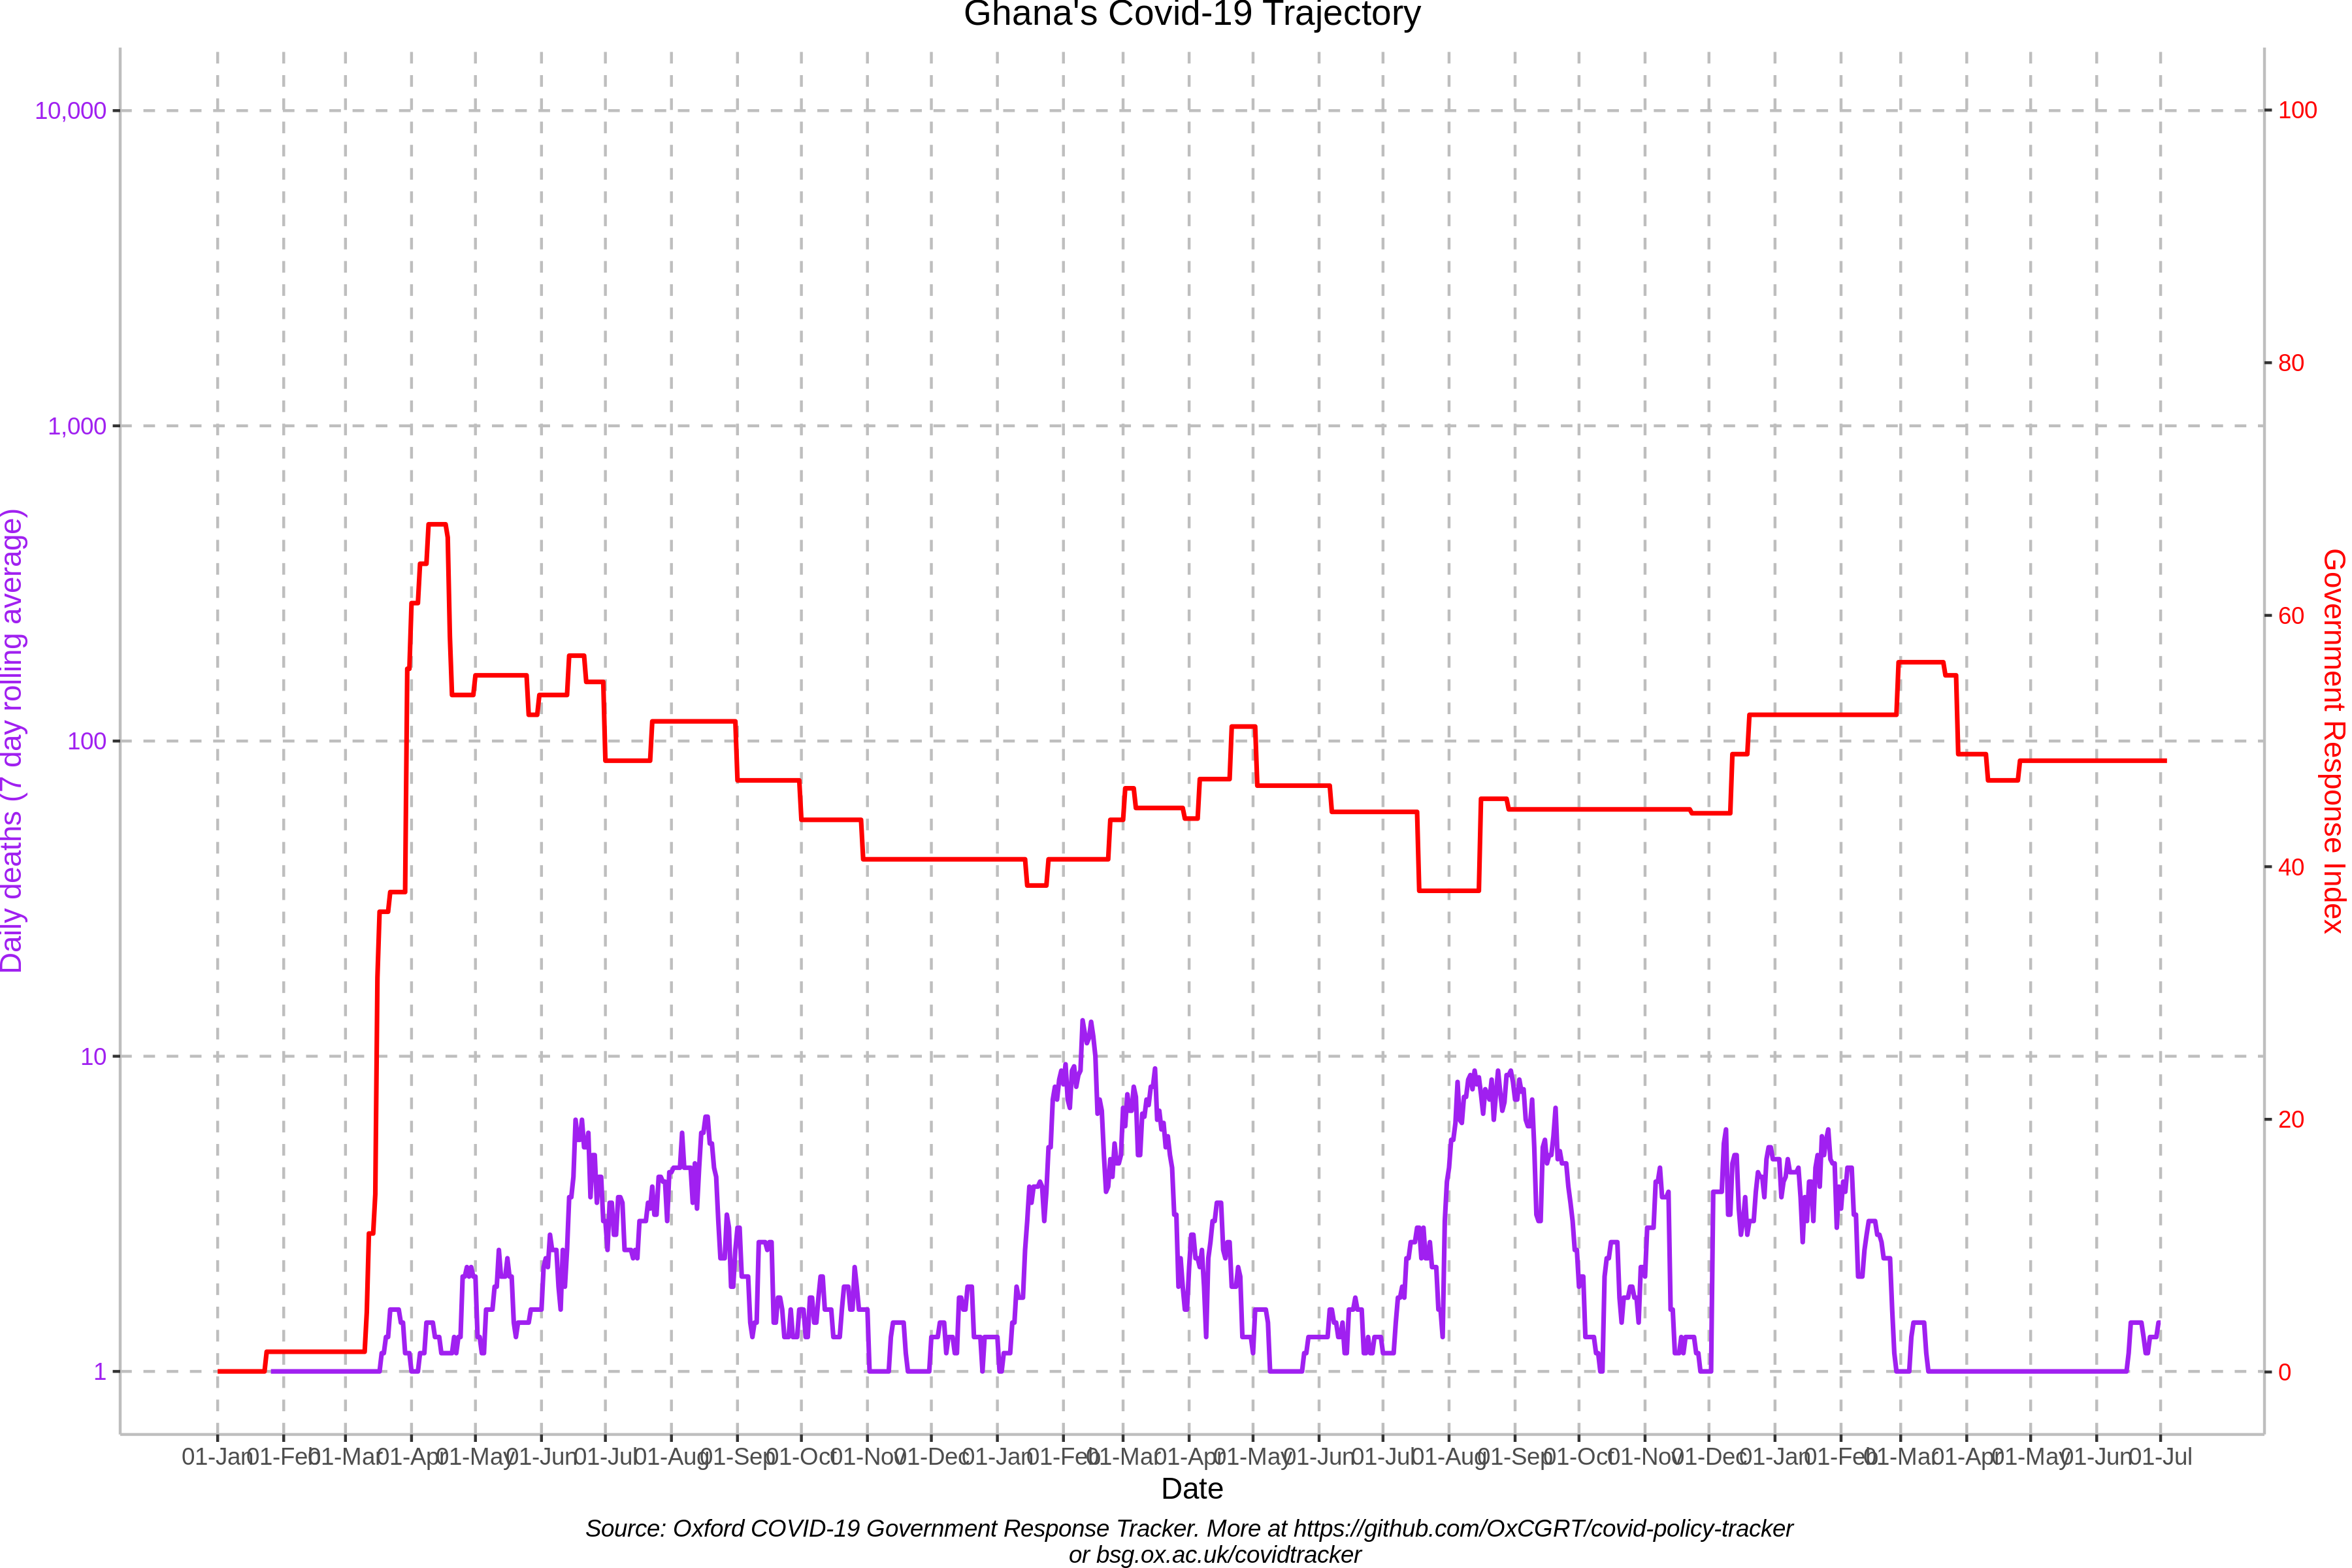 Ghana's Covid-19 Trajectory
10,000
1,000
100
10
1
Daily deaths (7 day rolling average)
100
80
60
40
20
0
Government Response Index
01-Jan 01-Feb 01-Mar 01-Apr 01-May 01-Jun 01-Jul 01-Aug 01-Sep 01-Oct 01-Nov 01-Dec 01-Jan 01-Feb 01-Mar 01-Apr 01-May 01-Jun 01-Jul 01-Aug 01-Sep 01-Oct 01-Nov 01-Dec 01-Jan 01-Feb 01-Mar 01-Apr 01-May 01-Jun 01-Jul
Date
Source: Oxford COVID-19 Government Response Tracker. More at https://github.com/OxCGRT/covid-policy-tracker
or bsg.ox.ac.uk/covidtracker